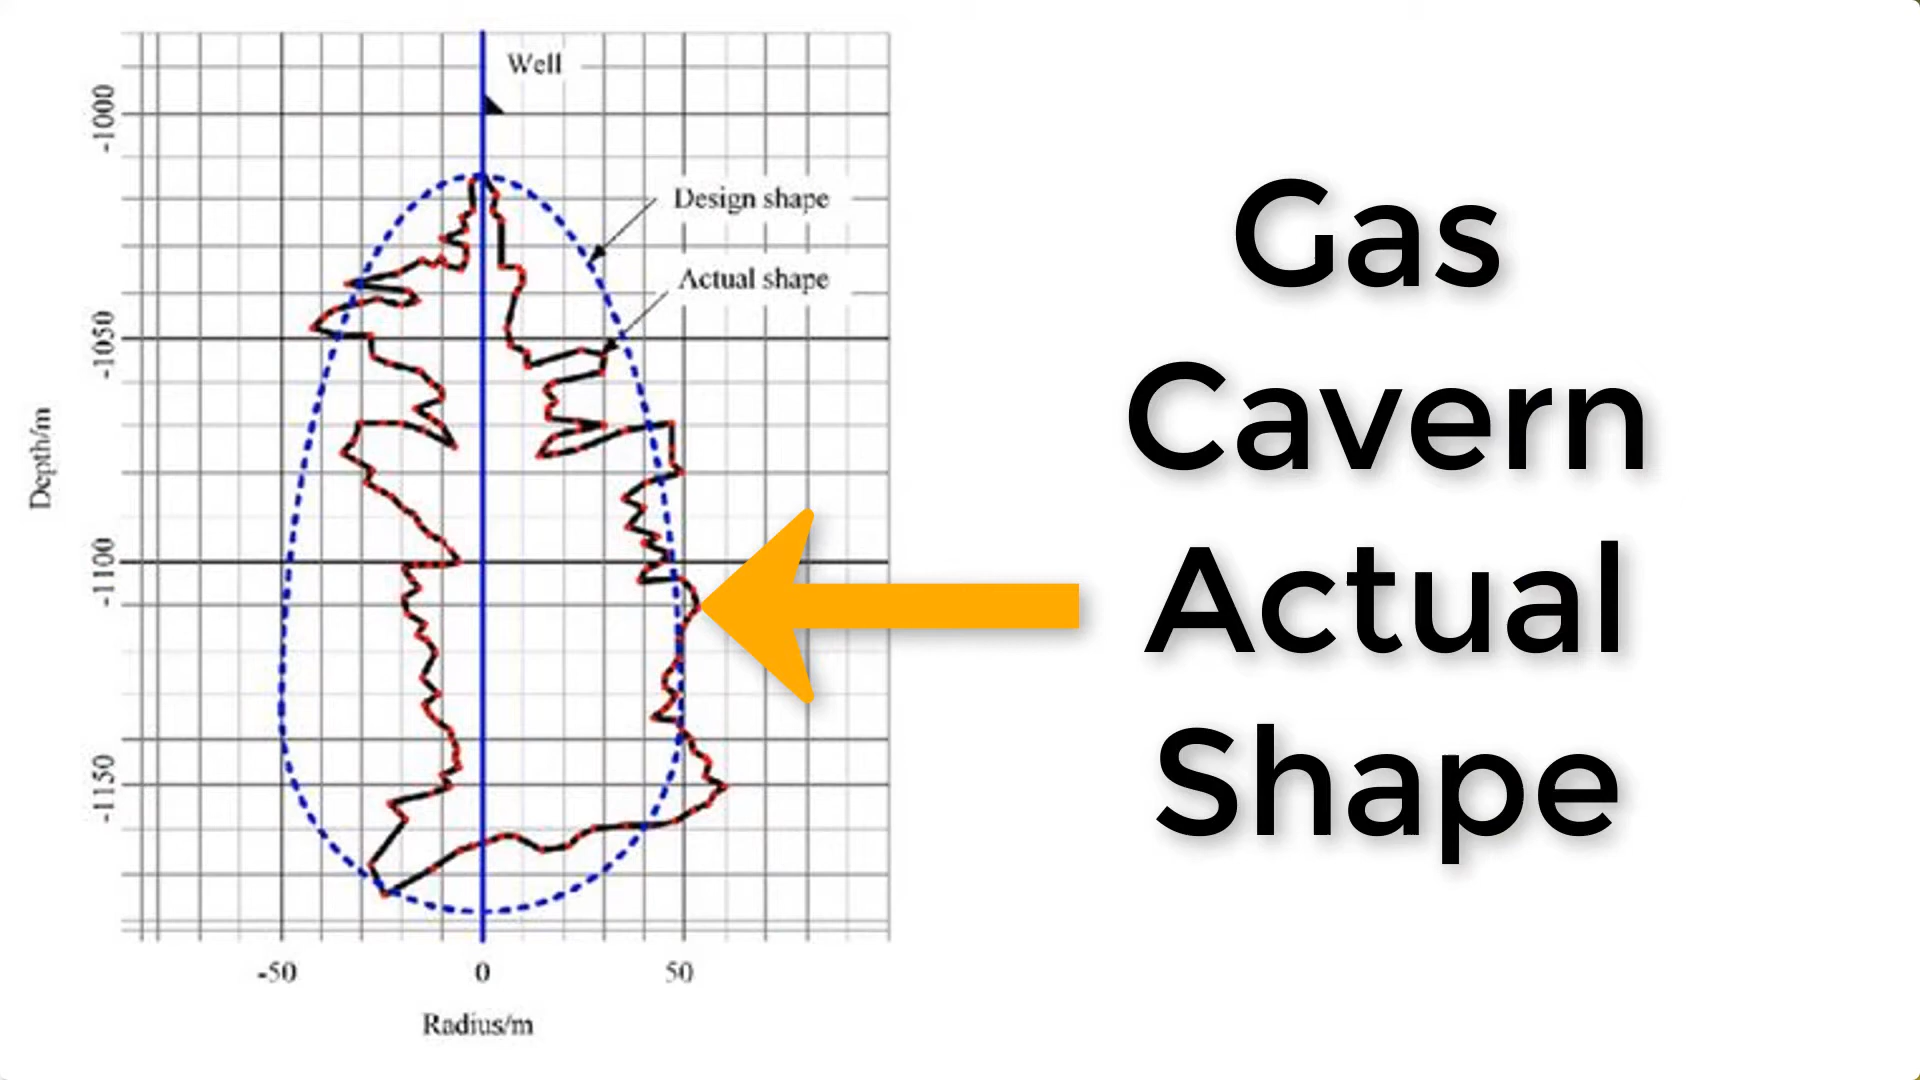 Well
-1000
Design shape
Actual shape
-1050
Depth/m
-1100
-1150
-50 0 50
Radius/m
Gas
Cavern
Actual
Shape